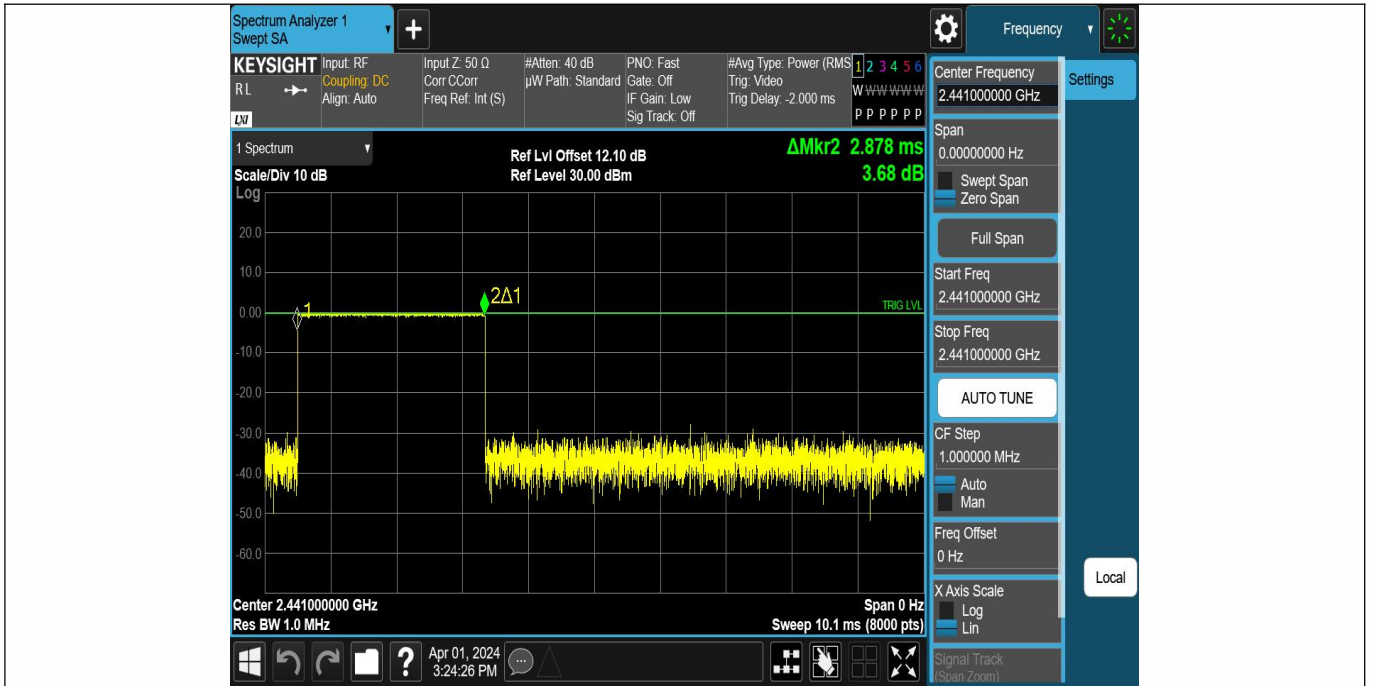 Spectrum Analyzer 1
Swept SA
+
Frequency
KEYSIGHT
RL
LXI
Input: RF
Coupling: DC
Align: Auto
Input Z: 50 Ω
Corr CCorr
Freq Ref: Int (S)
#Atten: 40 dB
µW Path: Standard
PNO: Fast
Gate: Off
IF Gain: Low
Sig Track: Off
#Avg Type: Power (RMS
Trig: Video
Trig Delay: -2.000 ms
1 2 3 4 5 6
W W W W W W
P P P P P P
1 Spectrum
Scale/Div 10 dB
Log
Ref Lvl Offset 12.10 dB
Ref Level 30.00 dBm
ΔMkr2 2.878 ms
3.68 dB
20.0
10.0
0.00
-10.0
-20.0
-30.0
-40.0
-50.0
-60.0
1
2Δ1
TRIG LVL
Center 2.441000000 GHz
Res BW 1.0 MHz
Span 0 Hz
Sweep 10.1 ms (8000 pts)
Center Frequency
2.441000000 GHz
Settings
Span
0.00000000 Hz
Swept Span
Zero Span
Full Span
Start Freq
2.441000000 GHz
Stop Freq
2.441000000 GHz
AUTO TUNE
CF Step
1.000000 MHz
Auto
Man
Freq Offset
0 Hz
X Axis Scale
Log
Lin
Signal Track
(Span Zoom)
Local
?
Apr 01, 2024
3:24:26 PM